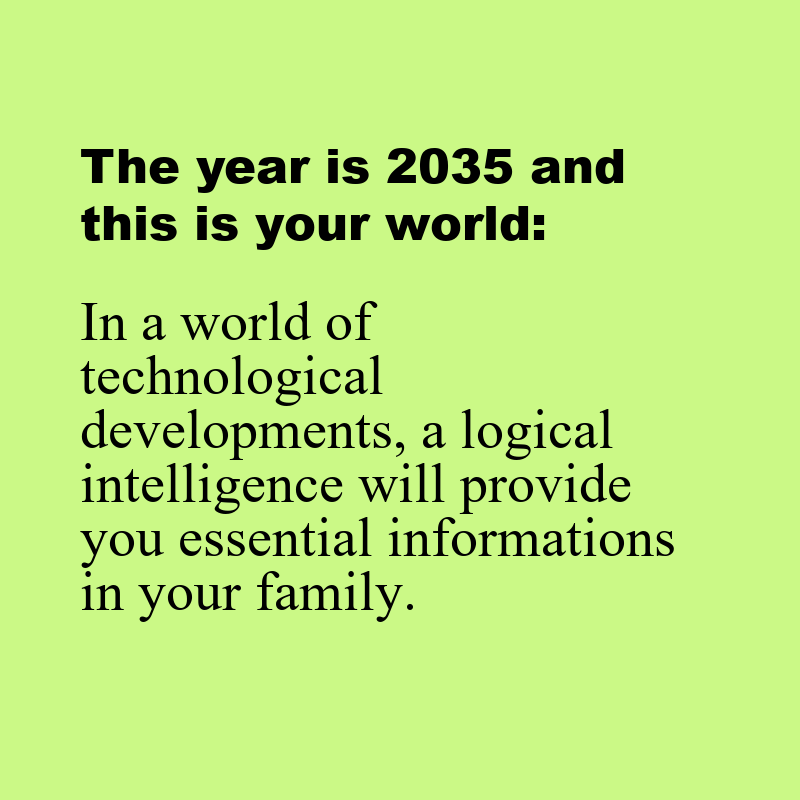 The year is 2035 and
this is your world:
In a world of
technological
developments, a logical
intelligence will provide
you essential informations
in your family.